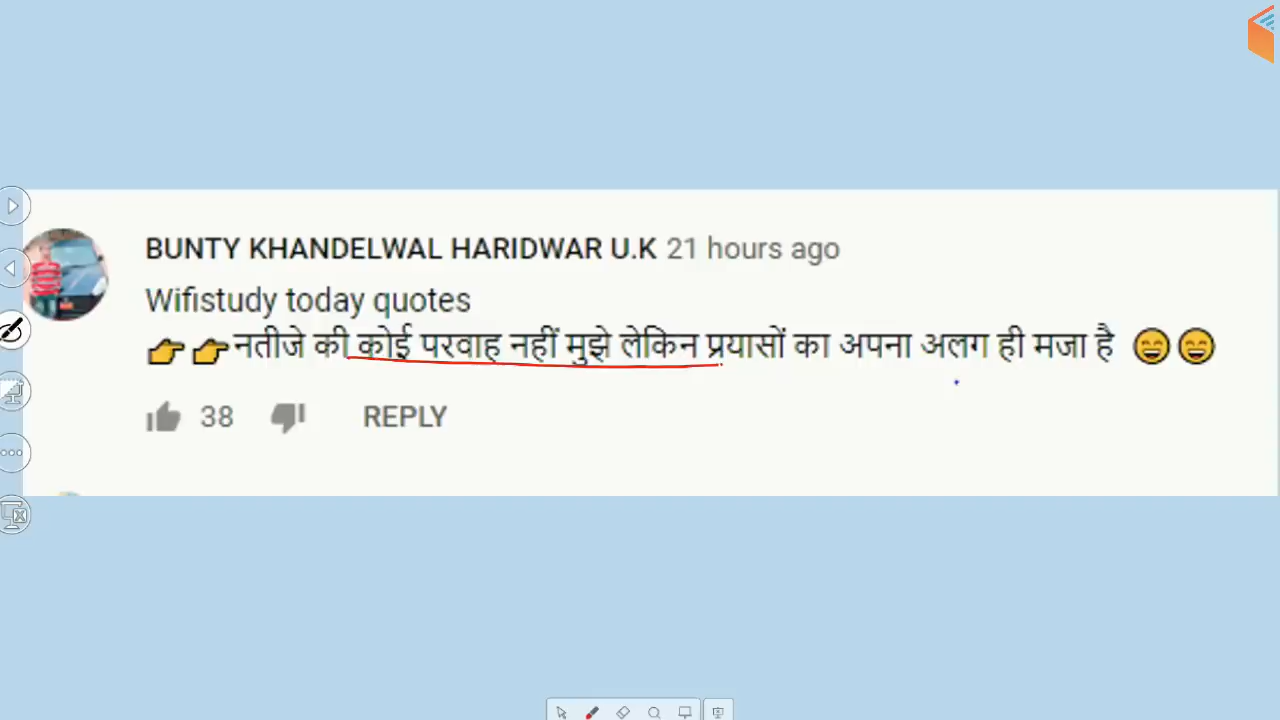 BUNTY KHANDELWAL HARIDWAR U.K 21 hours ago
Wifistudy today quotes
👉👉नतीजे की कोई परवाह नहीं मुझे लेकिन प्रयासों का अपना अलग ही मजा है 😄😄
38 REPLY